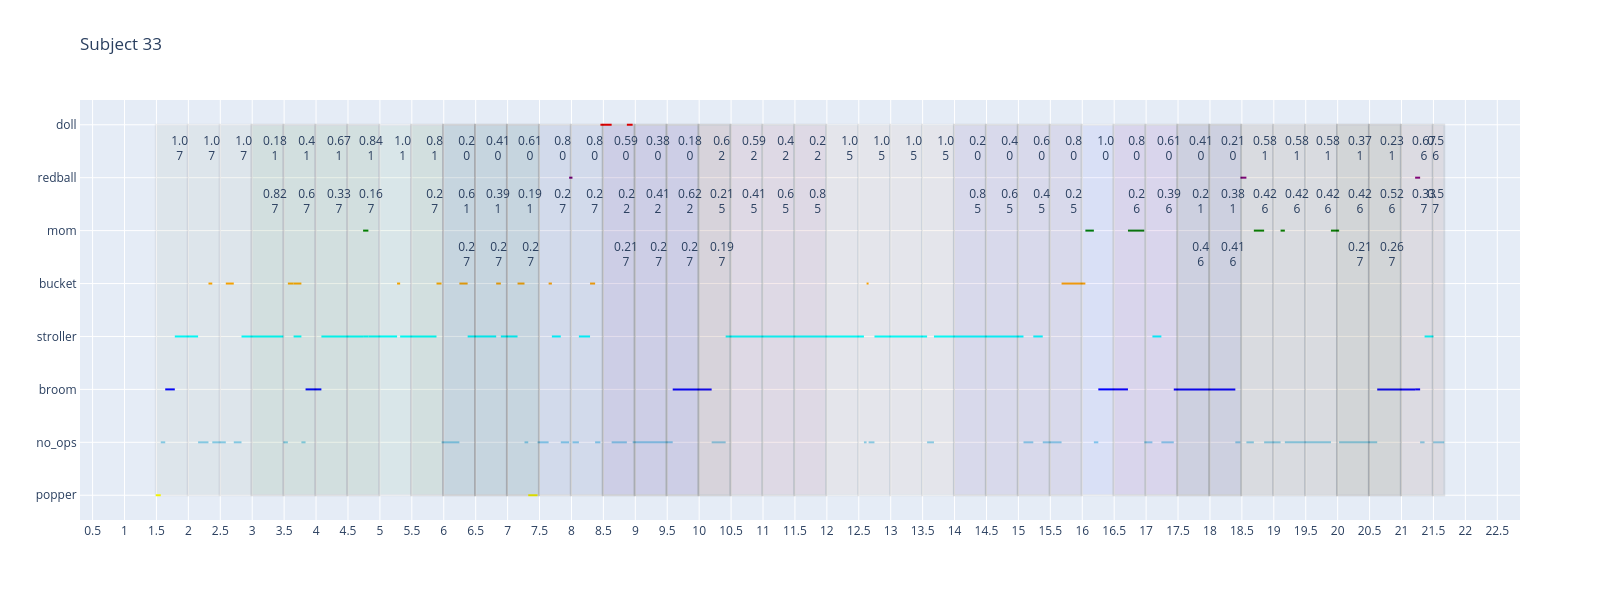 Subject 33
doll
1.0 1.0 1.0 0.18 0.4 0.67 0.84 1.0 0.8 0.2 0.41 0.61 0.8 0.8 0.59 0.38 0.18 0.6 0.59 0.4 0.2 1.0 1.0 1.0 1.0 0.2 0.4 0.6 0.8 1.0 0.8 0.61 0.41 0.21 0.58 0.58 0.58 0.37 0.23 0.67 0.5
7 7 7 1 1 1 1 1 1 0 0 0 0 0 0 0 0 2 2 2 2 5 5 5 5 0 0 0 0 0 0 0 0 0 1 1 1 1 1 6 6
redball
0.82 0.6 0.33 0.16 0.2 0.6 0.39 0.19 0.2 0.2 0.2 0.41 0.62 0.21 0.41 0.6 0.8 0.8 0.6 0.4 0.2 0.2 0.39 0.2 0.38 0.42 0.42 0.42 0.42 0.52 0.33 0.5
7 7 7 7 7 1 1 1 7 7 2 2 2 5 5 5 5 5 5 5 5 6 6 1 1 6 6 6 6 6 7 7
mom
0.2 0.2 0.2 0.21 0.2 0.2 0.19 0.4 0.41 0.21 0.26
7 7 7 7 7 7 7 6 6 7 7
bucket
stroller
broom
no_ops
popper
0.5 1 1.5 2 2.5 3 3.5 4 4.5 5 5.5 6 6.5 7 7.5 8 8.5 9 9.5 10 10.5 11 11.5 12 12.5 13 13.5 14 14.5 15 15.5 16 16.5 17 17.5 18 18.5 19 19.5 20 20.5 21 21.5 22 22.5